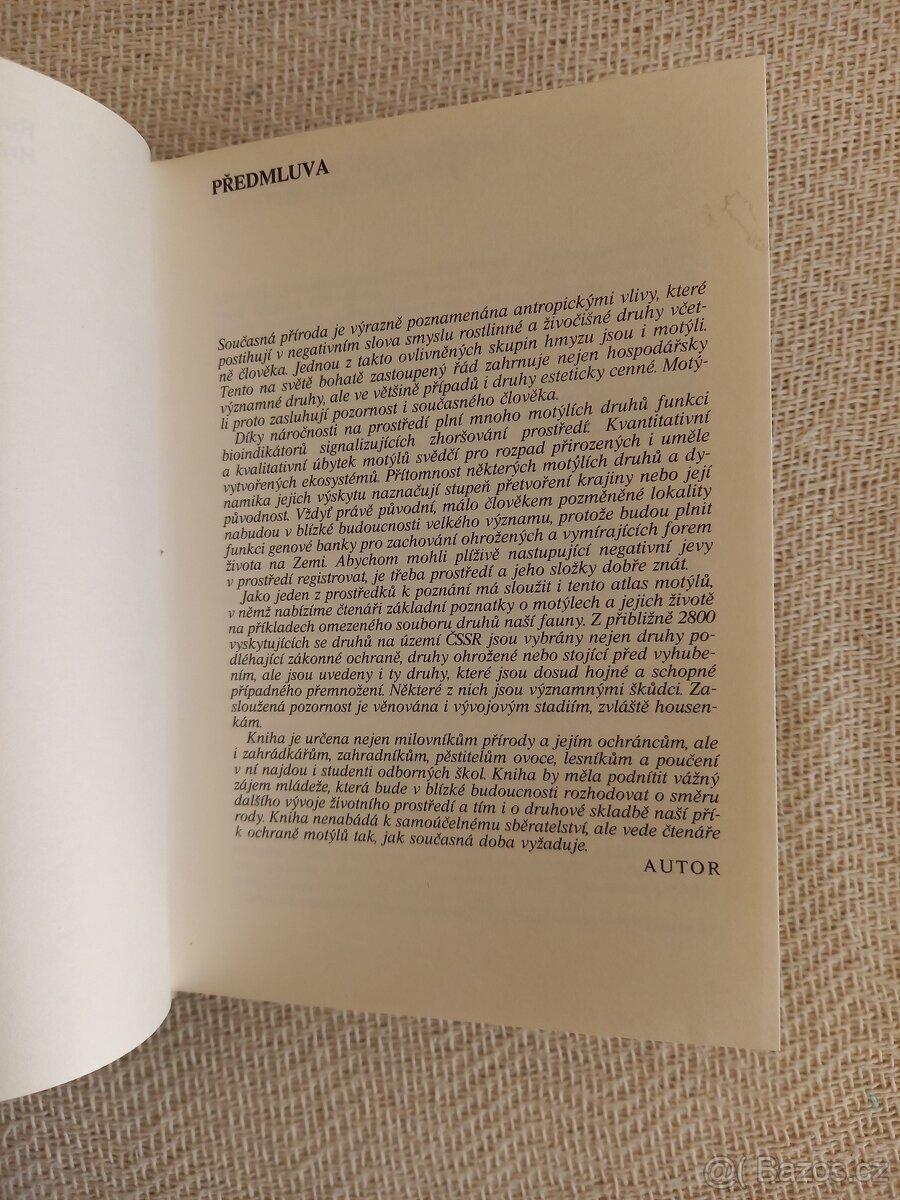 PŘEDMLUVA
Současná příroda je výrazně poznamenána antropickými vlivy, které
postihují v negativním slova smyslu rostlinné a živočišné druhy včet-
ně člověka. Jednou z takto ovlivněných skupin hmyzu jsou i motýli.
Tento na světě bohatě zastoupený řád zahrnuje nejen hospodářsky
významné druhy, ale ve většině případů i druhy esteticky cenné. Motý-
li proto zasluhují pozornost i současného člověka.
Díky náročnosti na prostředí plní mnoho motýlích druhů funkci
bioindikátorů signalizujících zhoršování prostředí. Kvantitativní
a kvalitativní úbytek motýlů svědčí pro rozpad přirozených i uměle
vytvořených ekosystémů. Přítomnost některých motýlích druhů a dy-
namika jejich výskytu naznačují stupeň přetvoření krajiny nebo její
původnost. Vždyť právě původní, málo člověkem pozměněné lokality
nabudou v blízké budoucnosti velkého významu, protože budou plnit
funkci genové banky pro zachování ohrožených a vymírajících forem
života na Zemi. Abychom mohli plíživě nastupující negativní jevy
v prostředí registrovat, je třeba prostředí a jeho složky dobře znát.
Jako jeden z prostředků k poznání má sloužit i tento atlas motýlů,
v němž nabízíme čtenáři základní poznatky o motýlech a jejich životě
na příkladech omezeného souboru druhů naší fauny. Z přibližně 2800
vyskytujících se druhů na území ČSSR jsou vybrány nejen druhy po-
dléhající zákonné ochraně, druhy ohrožené nebo stojící před vyhube-
ním, ale jsou uvedeny i ty druhy, které jsou dosud hojné a schopné
případného přemnožení. Některé z nich jsou významnými škůdci. Za-
sloužená pozornost je věnována i vývojovým stadiím, zvláště housen-
kám.
Kniha je určena nejen milovníkům přírody a jejím ochráncům, ale
i zahrádkářům, zahradníkům, pěstitelům ovoce, lesníkům a poučení
v ní najdou i studenti odborných škol. Kniha by měla podnítit vážný
zájem mládeže, která bude v blízké budoucnosti rozhodovat o směru
dalšího vývoje životního prostředí a tím i o druhové skladbě naší pří-
rody. Kniha nenabádá k samoúčelnému sběratelství, ale vede čtenáře
k ochraně motýlů tak, jak současná doba vyžaduje.
AUTOR
@( Bazos.cz